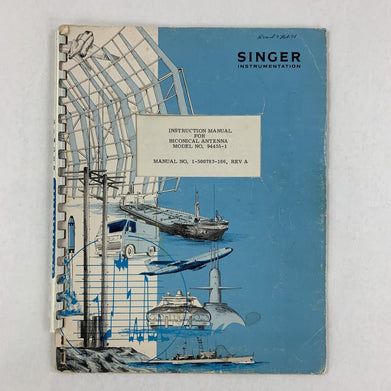 SINGER
INSTRUMENTATION
INSTRUCTION MANUAL
FOR
BICONICAL ANTENNA
MODEL NO. 94455-1
MANUAL NO. 1-500783-166, REV A